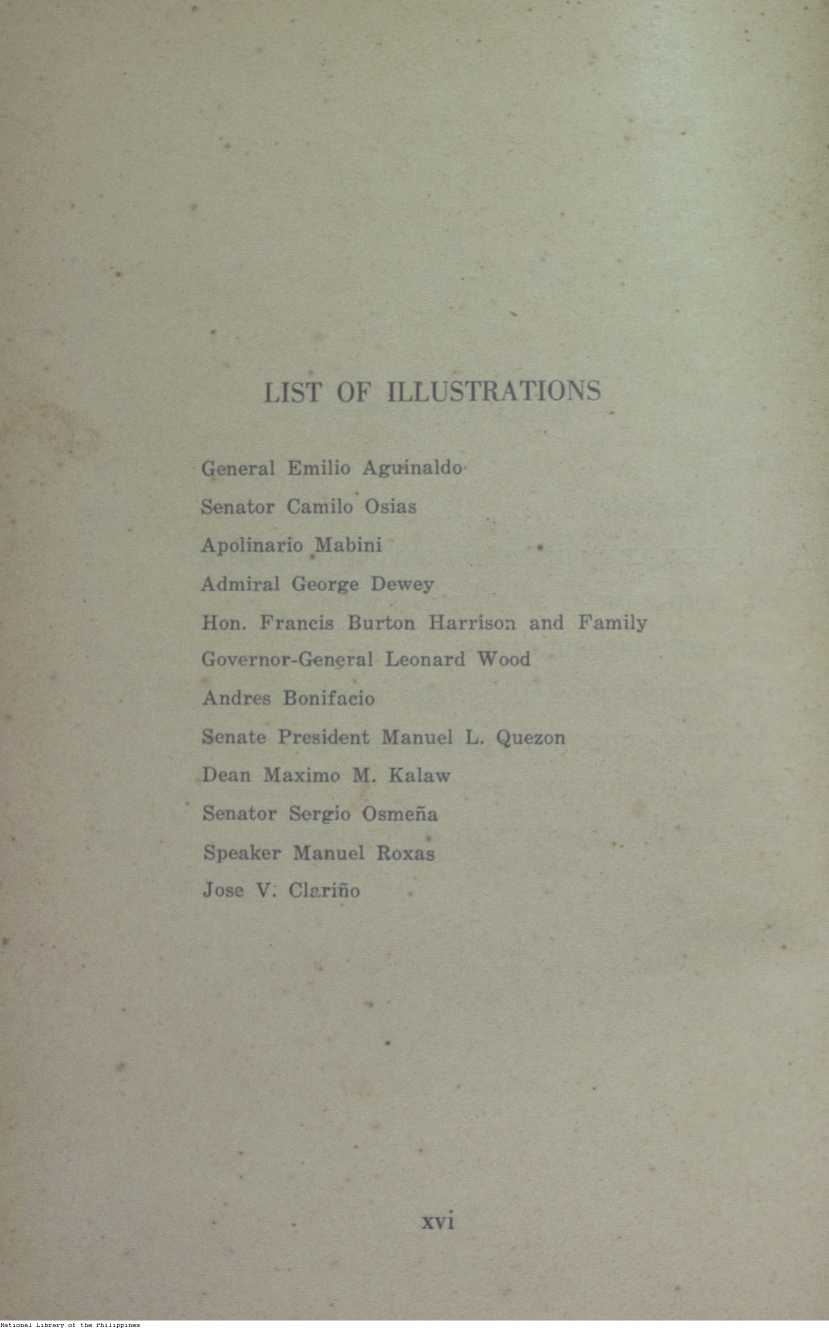 LIST OF ILLUSTRATIONS
General Emilio Aguinaldo
Senator Camilo Osias
Apolinario Mabini
Admiral George Dewey
Hon. Francis Burton Harrison and Family
Governor-General Leonard Wood
Andres Bonifacio
Senate President Manuel L. Quezon
Dean Maximo M. Kalaw
Senator Sergio Osmeña
Speaker Manuel Roxas
Jose V. Clariño
xvi
National Library of the Philippines